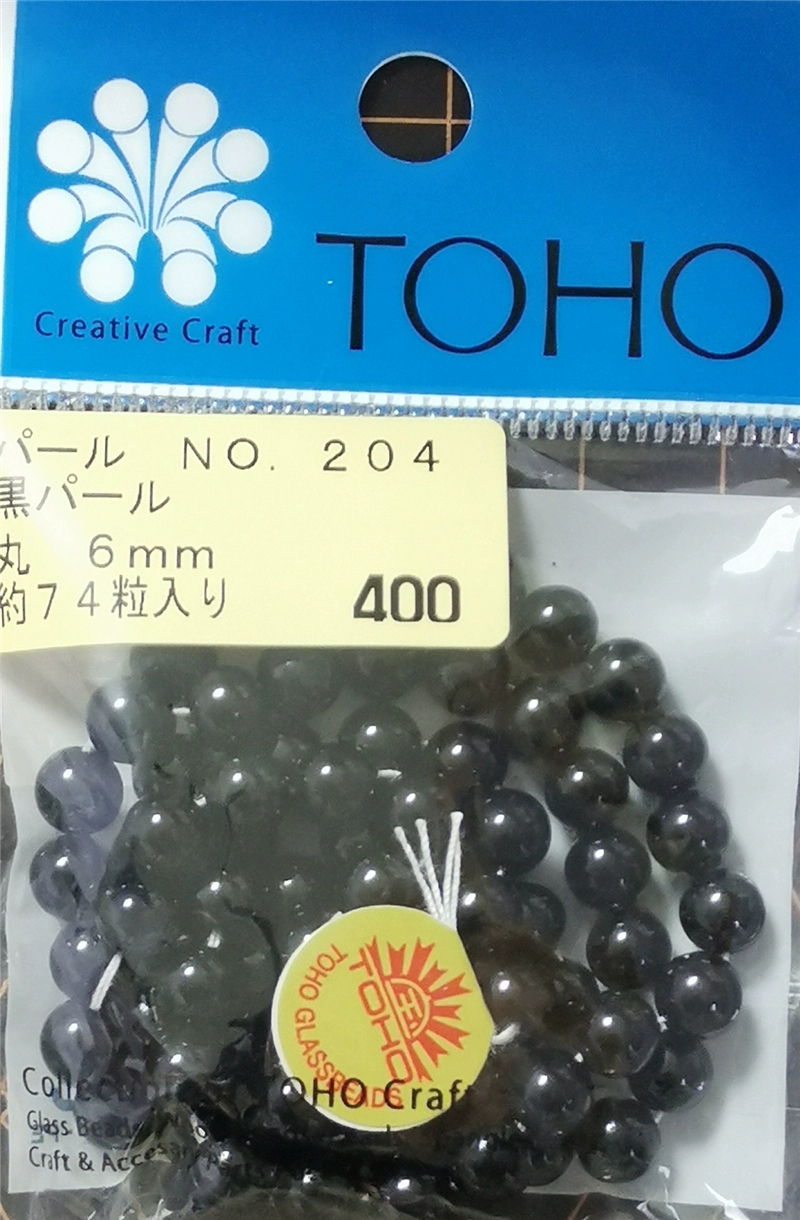 TOHO
Creative Craft
パール NO. 204
黒パール
丸 6mm
約74粒入り 400
TOHO
TOHO GLASS BEADS
TOHO Craft
Glass Beads
Craft & Accessory